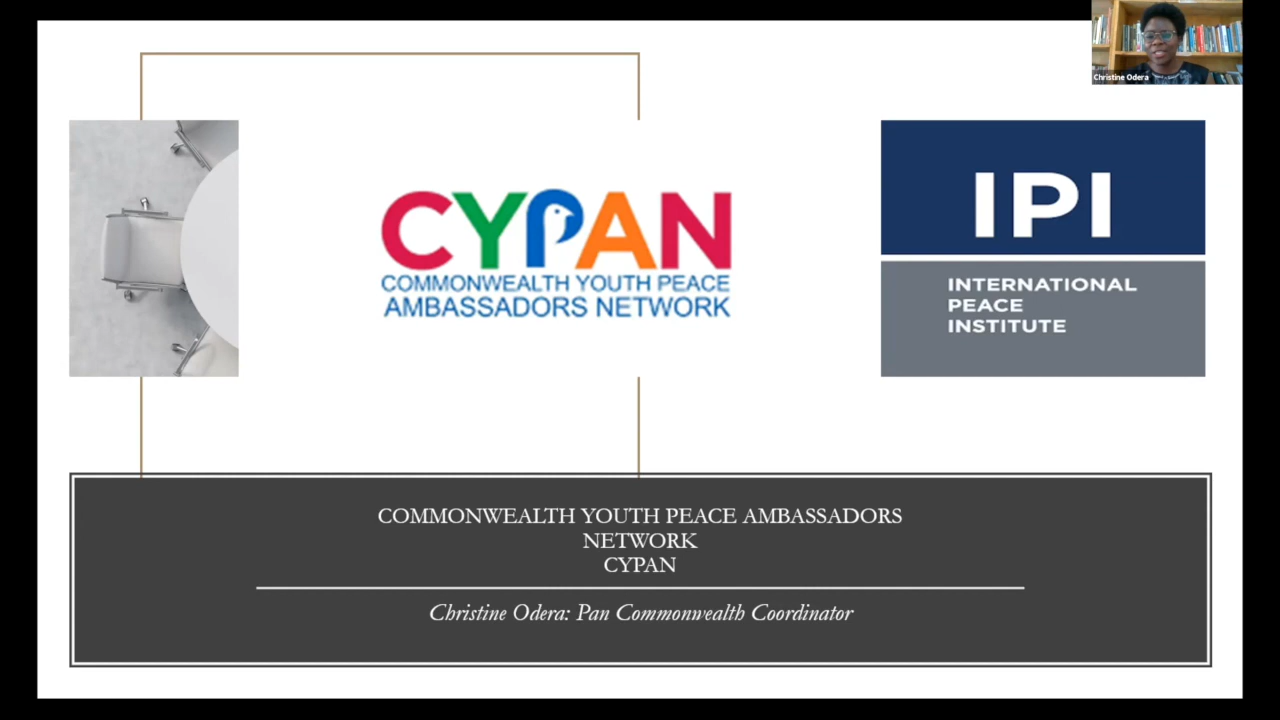 Christine Odera
CYPAN
COMMONWEALTH YOUTH PEACE
AMBASSADORS NETWORK
IPI
INTERNATIONAL
PEACE
INSTITUTE
COMMONWEALTH YOUTH PEACE AMBASSADORS
NETWORK
CYPAN
Christine Odera: Pan Commonwealth Coordinator